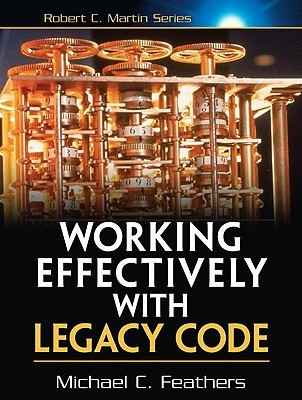 Robert C. Martin Series
WORKING
EFFECTIVELY
WITH
LEGACY CODE
Michael C. Feathers